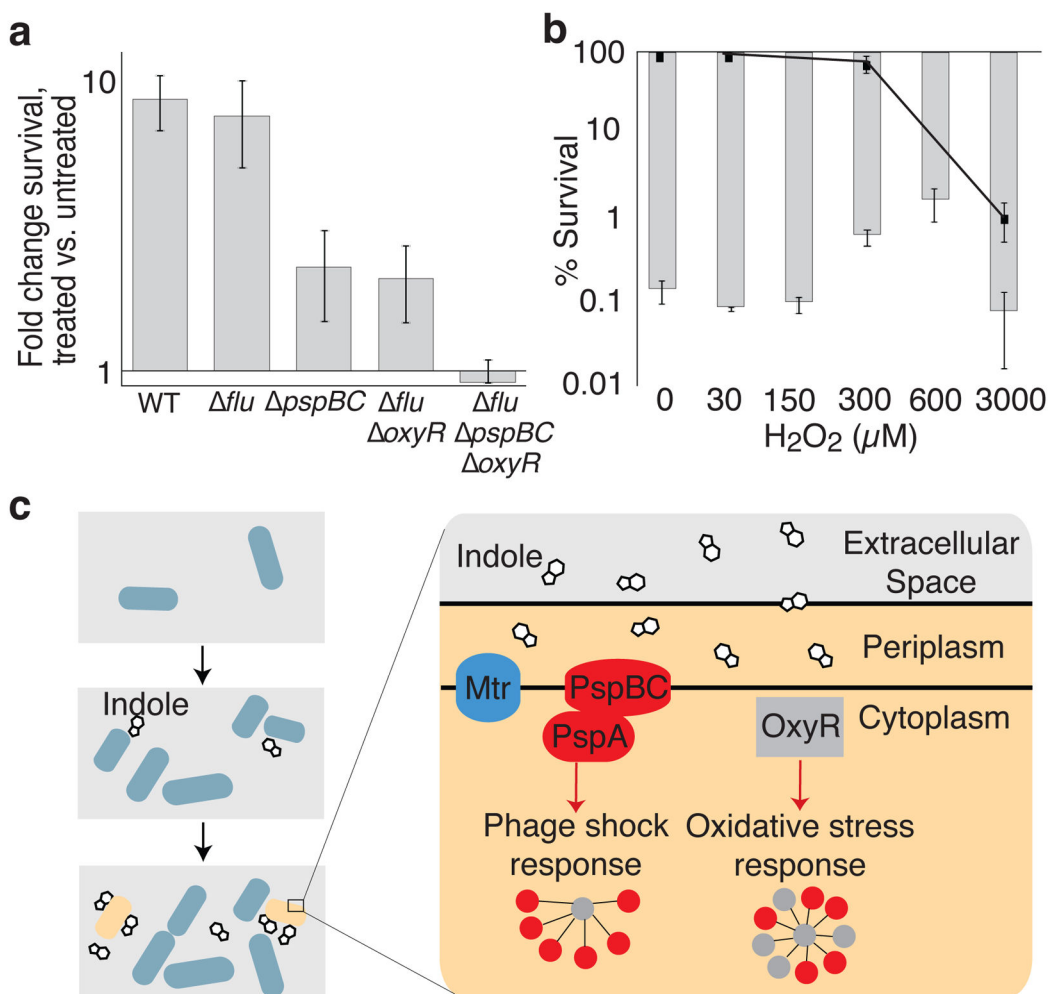 a
Fold change survival,
treated vs. untreated
10
1
WT
Δflu
ΔpspBC
Δflu
ΔoxyR
Δflu
ΔpspBC
ΔoxyR
b
% Survival
100
10
1
0.1
0.01
0 30 150 300 600 3000
H₂O₂ (µM)
c
Indole
Indole
Extracellular
Space
Periplasm
Mtr
PspBC
PspA
OxyR
Cytoplasm
Phage shock
response
Oxidative stress
response